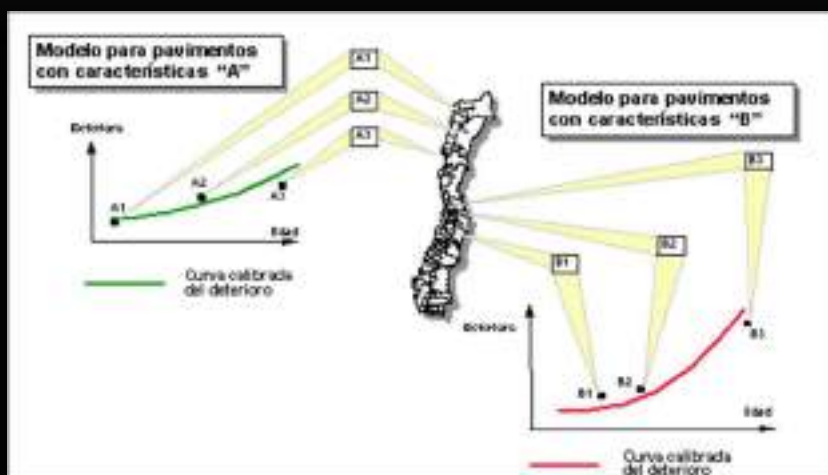 Modelo para pavimentos
con características "A"
A1
A2
A3
Deterioro
A1
A2
A3
Edad
Curva calibrada
del deterioro
Modelo para pavimentos
con características "B"
B3
B2
B1
Deterioro
B1
B2
B3
Edad
Curva calibrada
del deterioro